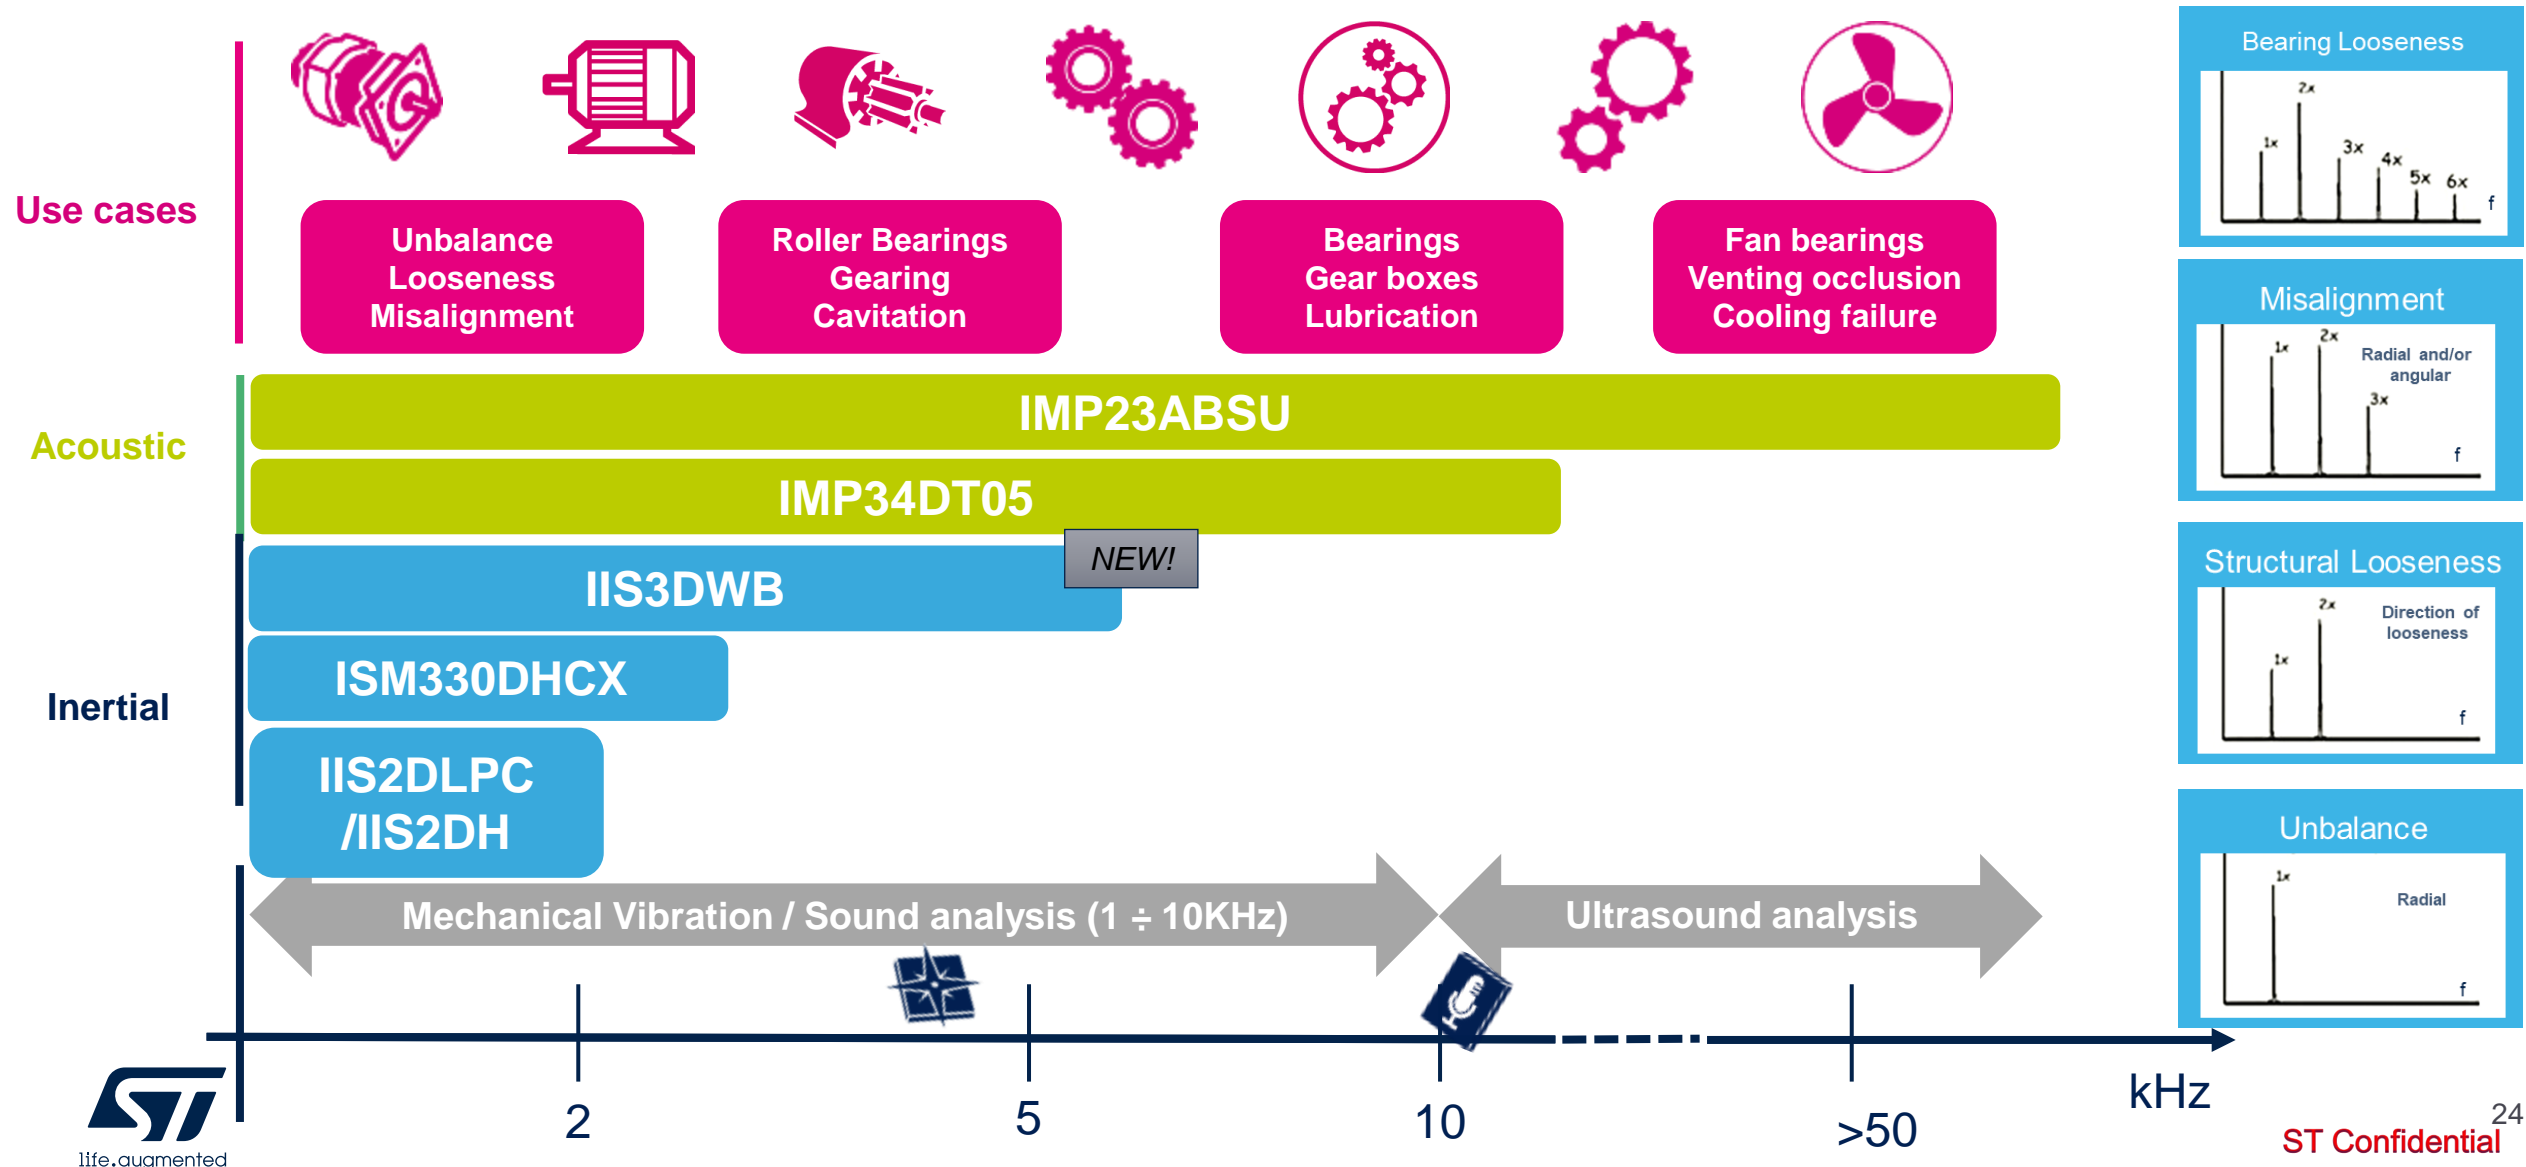 Use cases
Unbalance
Looseness
Misalignment
Roller Bearings
Gearing
Cavitation
Bearings
Gear boxes
Lubrication
Fan bearings
Venting occlusion
Cooling failure
Acoustic
IMP23ABSU
IMP34DT05
Inertial
IIS3DWB
NEW!
ISM330DHCX
IIS2DLPC
/IIS2DH
Mechanical Vibration / Sound analysis (1 ÷ 10KHz)
Ultrasound analysis
2
5
10
>50
kHz
Bearing Looseness
1x
2x
3x
4x
5x
6x
f
Misalignment
1x
2x
Radial and/or
angular
3x
f
Structural Looseness
2x
Direction of
looseness
1x
f
Unbalance
1x
Radial
f
ST
life.augmented
24
ST Confidential